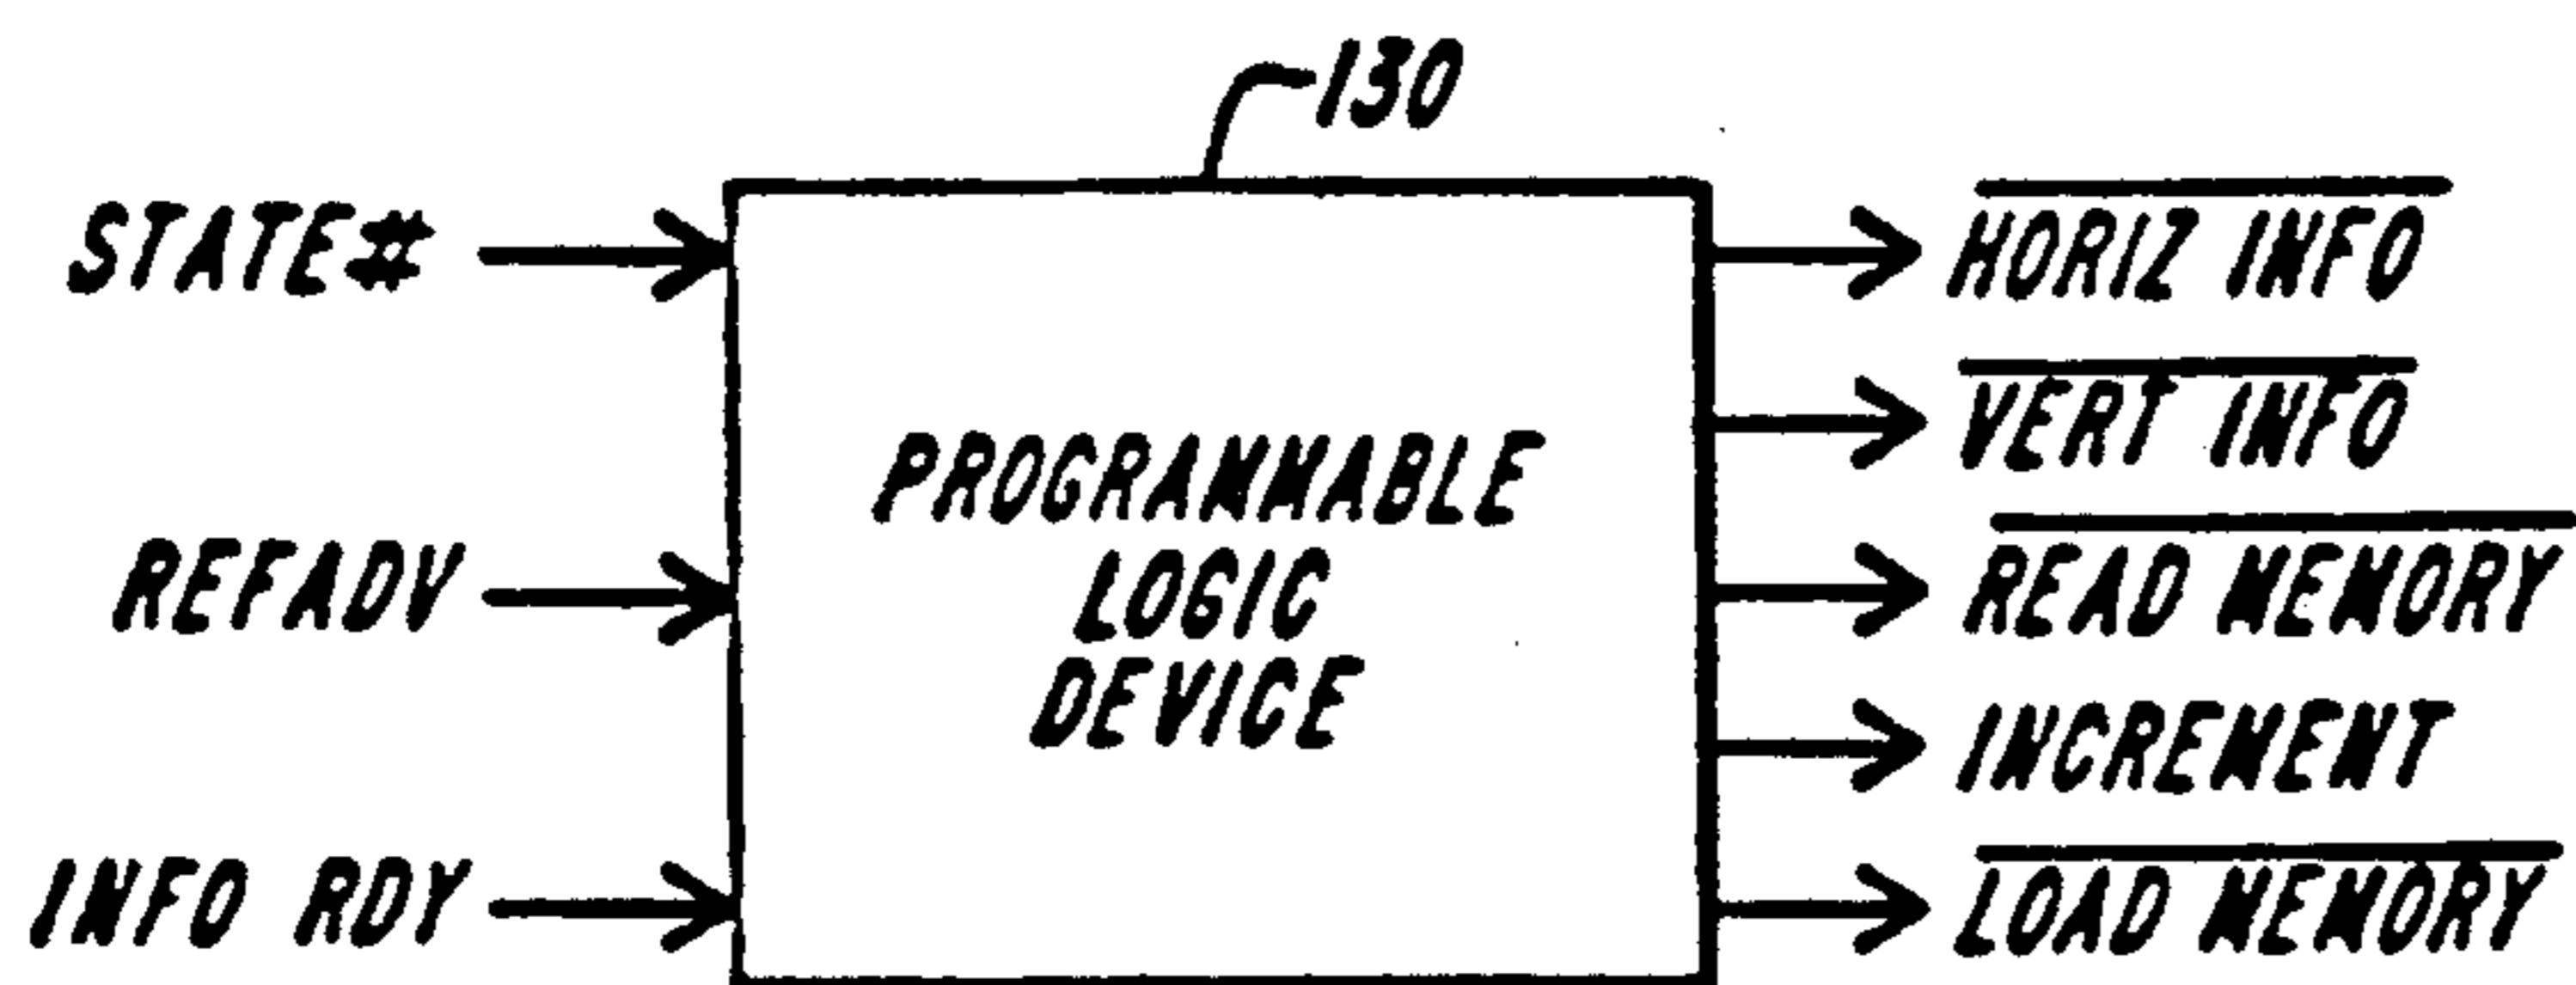 130
STATE#
REFADV
INFO RDY
PROGRAMMABLE
LOGIC
DEVICE
HORIZ INFO
VERT INFO
READ MEMORY
INCREMENT
LOAD MEMORY